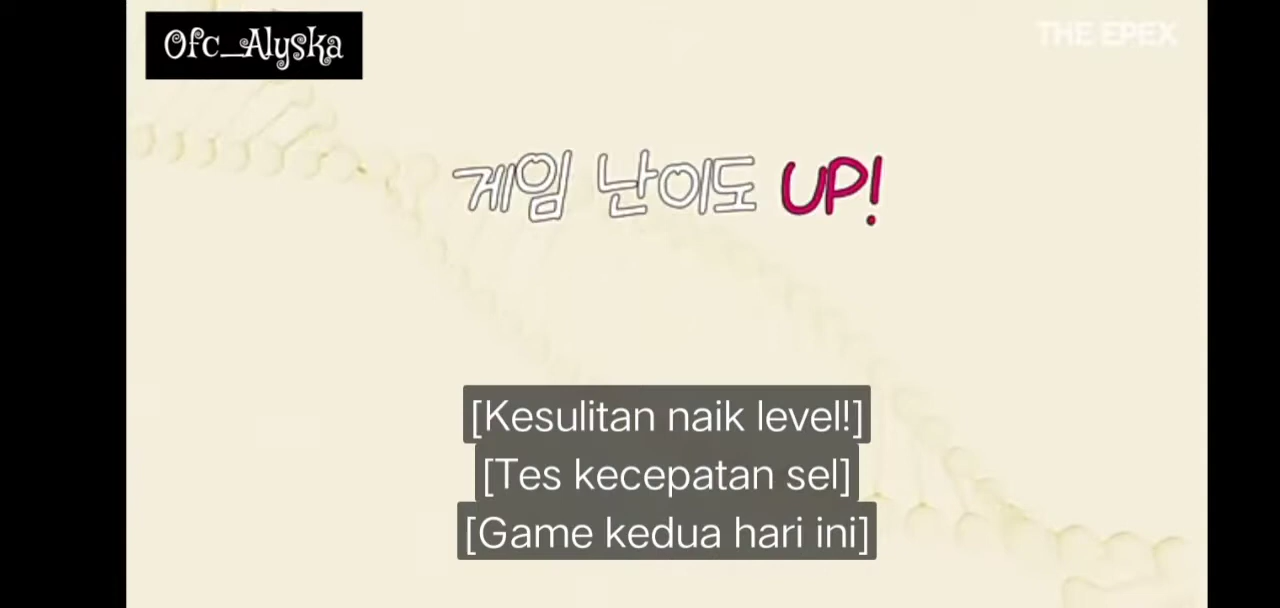 Ofc_Alyska
THE EPEX
게임 난이도 UP!
[Kesulitan naik level!]
[Tes kecepatan sel]
[Game kedua hari ini]